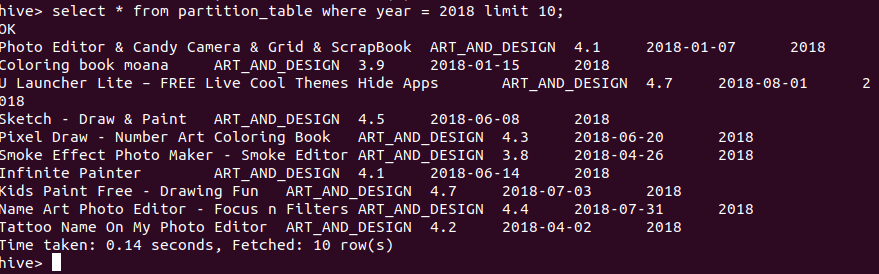 hive> select * from partition_table where year = 2018 limit 10;
OK
Photo Editor & Candy Camera & Grid & ScrapBook  ART_AND_DESIGN  4.1     2018-01-07      2018
Coloring book moana     ART_AND_DESIGN  3.9     2018-01-15      2018
U Launcher Lite – FREE Live Cool Themes Hide Apps       ART_AND_DESIGN  4.7     2018-08-01      2
018
Sketch - Draw & Paint   ART_AND_DESIGN  4.5     2018-06-08      2018
Pixel Draw - Number Art Coloring Book   ART_AND_DESIGN  4.3     2018-06-20      2018
Smoke Effect Photo Maker - Smoke Editor ART_AND_DESIGN  3.8     2018-04-26      2018
Infinite Painter        ART_AND_DESIGN  4.1     2018-06-14      2018
Kids Paint Free - Drawing Fun   ART_AND_DESIGN  4.7     2018-07-03      2018
Name Art Photo Editor - Focus n Filters ART_AND_DESIGN  4.4     2018-07-31      2018
Tattoo Name On My Photo Editor  ART_AND_DESIGN  4.2     2018-04-02      2018
Time taken: 0.14 seconds, Fetched: 10 row(s)
hive>